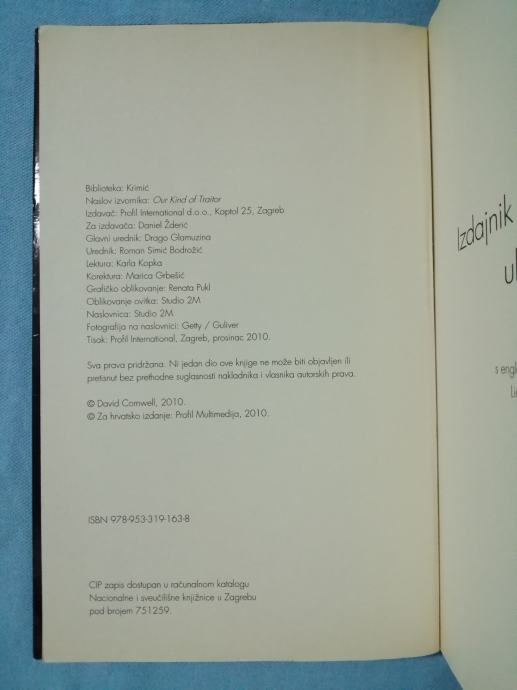 Biblioteka: Krimić
Naslov izvornika: Our Kind of Traitor
Izdavač: Profil International d.o.o., Kaptol 25, Zagreb
Za izdavača: Daniel Žderić
Glavni urednik: Drago Glamuzina
Urednik: Roman Simić Bodrožić
Lektura: Karla Kopka
Korektura: Marica Grbešić
Grafičko oblikovanje: Renata Pukl
Oblikovanje ovitka: Studio 2M
Naslovnica: Studio 2M
Fotografija na naslovnici: Getty / Guliver
Tisak: Profil International, Zagreb, prosinac 2010.
Sva prava pridržana. Ni jedan dio ove knjige ne može biti objavljen ili
pretisnut bez prethodne suglasnosti nakladnika i vlasnika autorskih prava.
© David Cornwell, 2010.
© Za hrvatsko izdanje: Profil Multimedija, 2010.
ISBN 978-953-319-163-8
CIP zapis dostupan u računalnom katalogu
Nacionalne i sveučilišne knjižnice u Zagrebu
pod brojem 751259.
Izdajnik
s engl